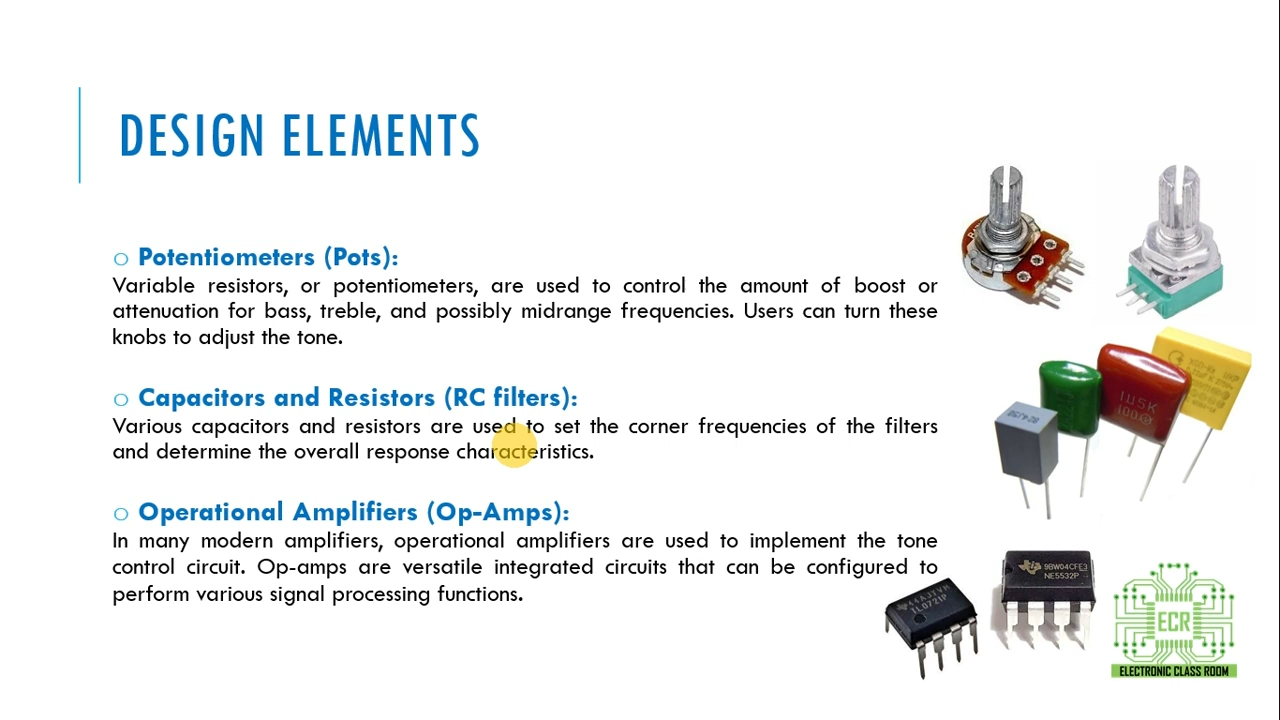 DESIGN ELEMENTS
o Potentiometers (Pots):
Variable resistors, or potentiometers, are used to control the amount of boost or
attenuation for bass, treble, and possibly midrange frequencies. Users can turn these
knobs to adjust the tone.
o Capacitors and Resistors (RC filters):
Various capacitors and resistors are used to set the corner frequencies of the filters
and determine the overall response characteristics.
o Operational Amplifiers (Op-Amps):
In many modern amplifiers, operational amplifiers are used to implement the tone
control circuit. Op-amps are versatile integrated circuits that can be configured to
perform various signal processing functions.
9BW04CFE3
NE5532P
TL072IP
ECR
ELECTRONIC CLASS ROOM